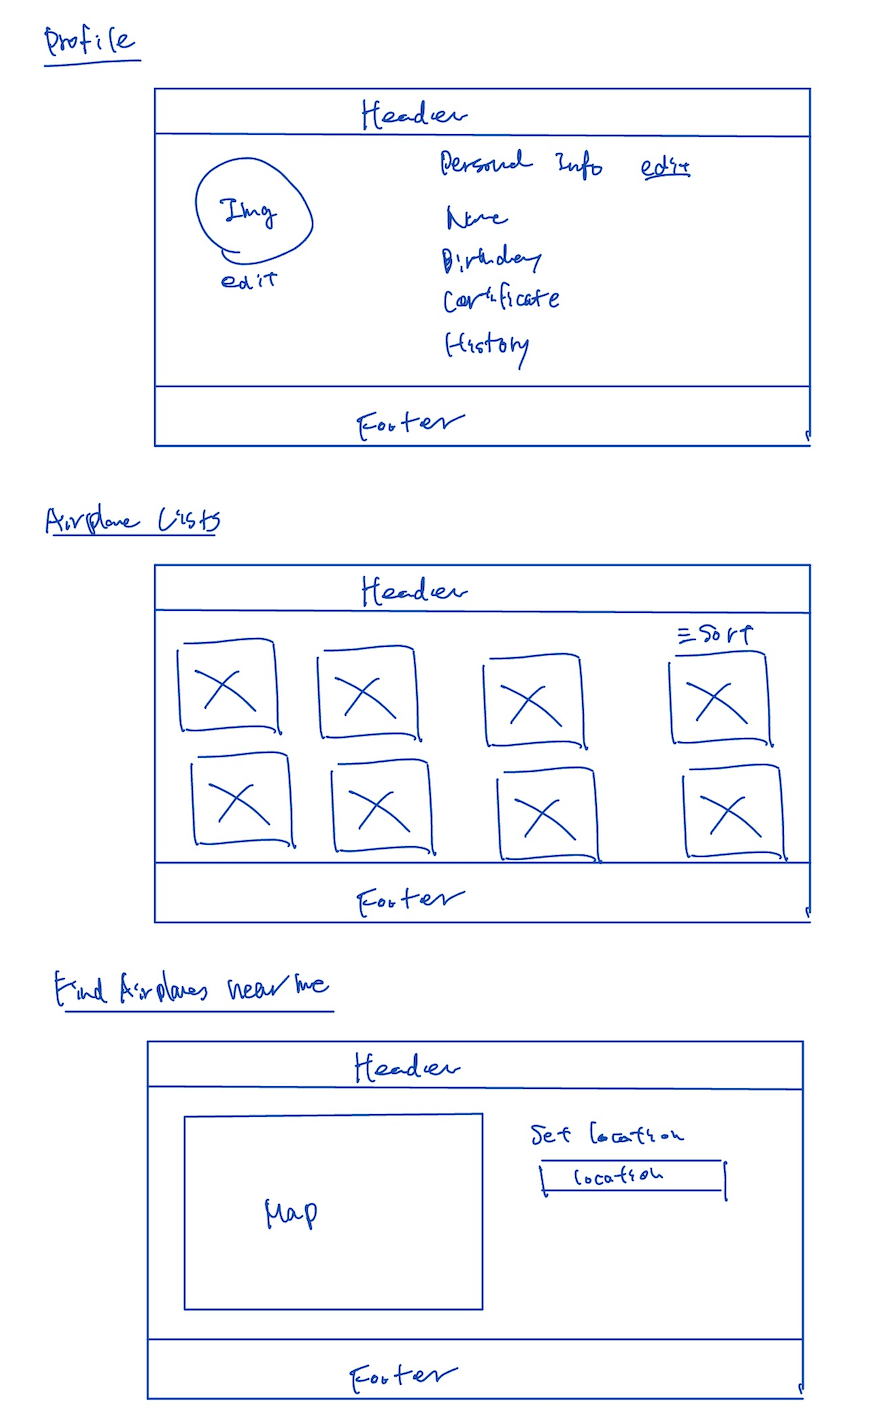 Profile
Header
Img
edit
Personal Info edit
Name
Birthday
Certificate
History
Footer
Airplane Lists
Header
Sort
Footer
Find Airplanes near me
Header
Map
Set location
location
Footer